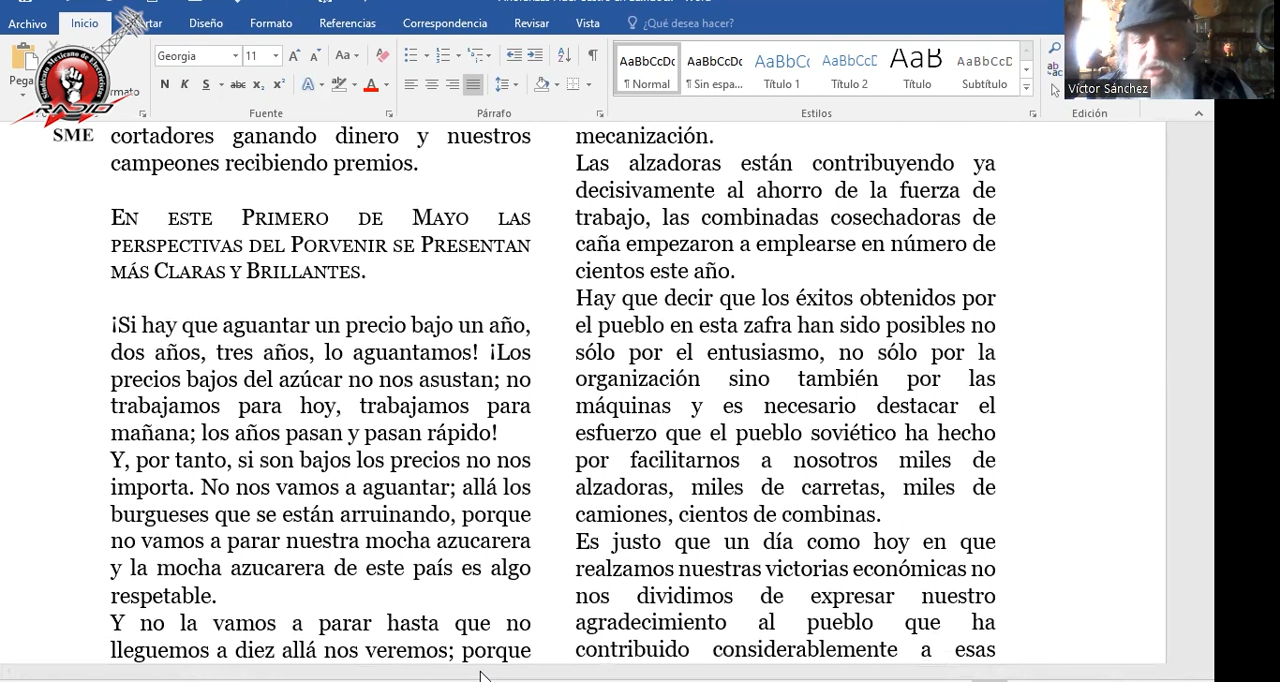 Archivo Inicio Insertar Diseño Formato Referencias Correspondencia Revisar Vista ¿Qué desea hacer?
Georgia 11
AaBbCcDc AaBbCcDc AaBbCc AaBbCcD AaB AaBbCcD
¶ Normal ¶ Sin espa... Título 1 Título 2 Título Subtítulo
Fuente Párrafo Estilos Edición
Víctor Sánchez
RADIO
SME
cortadores ganando dinero y nuestros
campeones recibiendo premios.
En este Primero de Mayo las
perspectivas del Porvenir se Presentan
más Claras y Brillantes.
¡Si hay que aguantar un precio bajo un año,
dos años, tres años, lo aguantamos! ¡Los
precios bajos del azúcar no nos asustan; no
trabajamos para hoy, trabajamos para
mañana; los años pasan y pasan rápido!
Y, por tanto, si son bajos los precios no nos
importa. No nos vamos a aguantar; allá los
burgueses que se están arruinando, porque
no vamos a parar nuestra mocha azucarera
y la mocha azucarera de este país es algo
respetable.
Y no la vamos a parar hasta que no
lleguemos a diez allá nos veremos; porque
mecanización.
Las alzadoras están contribuyendo ya
decisivamente al ahorro de la fuerza de
trabajo, las combinadas cosechadoras de
caña empezaron a emplearse en número de
cientos este año.
Hay que decir que los éxitos obtenidos por
el pueblo en esta zafra han sido posibles no
sólo por el entusiasmo, no sólo por la
organización sino también por las
máquinas y es necesario destacar el
esfuerzo que el pueblo soviético ha hecho
por facilitarnos a nosotros miles de
alzadoras, miles de carretas, miles de
camiones, cientos de combinas.
Es justo que un día como hoy en que
realzamos nuestras victorias económicas no
nos dividimos de expresar nuestro
agradecimiento al pueblo que ha
contribuido considerablemente a esas